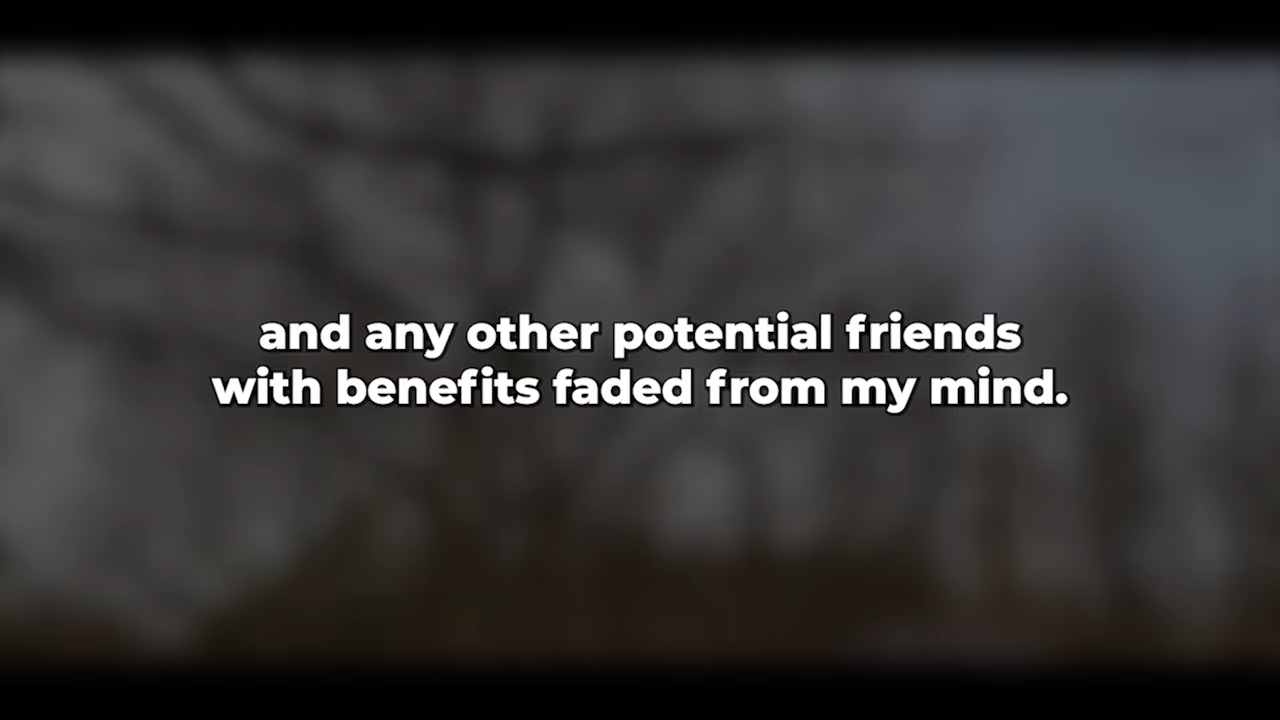 and any other potential friends
with benefits faded from my mind.